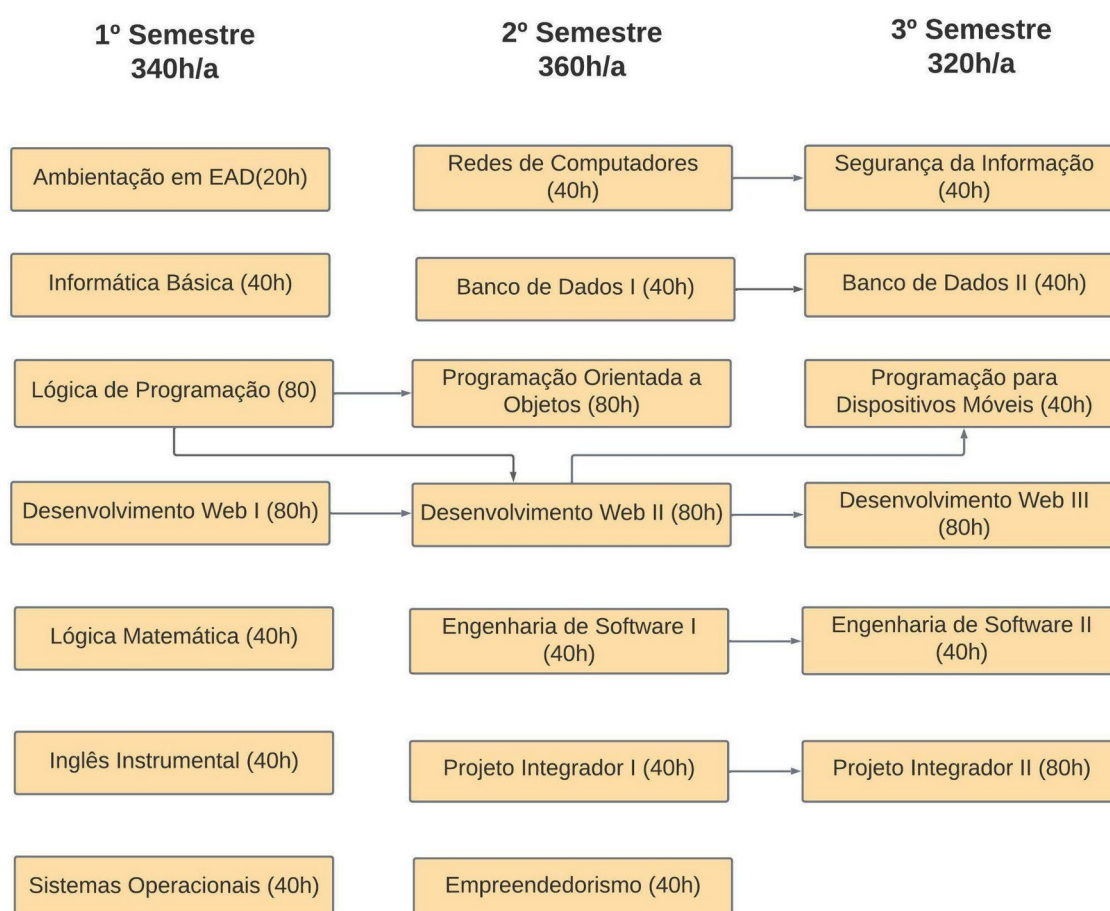 1º Semestre
340h/a
2º Semestre
360h/a
3º Semestre
320h/a
Ambientação em EAD(20h)
Redes de Computadores
(40h)
Segurança da Informação
(40h)
Informática Básica (40h)
Banco de Dados I (40h)
Banco de Dados II (40h)
Lógica de Programação (80)
Programação Orientada a
Objetos (80h)
Programação para
Dispositivos Móveis (40h)
Desenvolvimento Web I (80h)
Desenvolvimento Web II (80h)
Desenvolvimento Web III
(80h)
Lógica Matemática (40h)
Engenharia de Software I
(40h)
Engenharia de Software II
(40h)
Inglês Instrumental (40h)
Projeto Integrador I (40h)
Projeto Integrador II (80h)
Sistemas Operacionais (40h)
Empreendedorismo (40h)